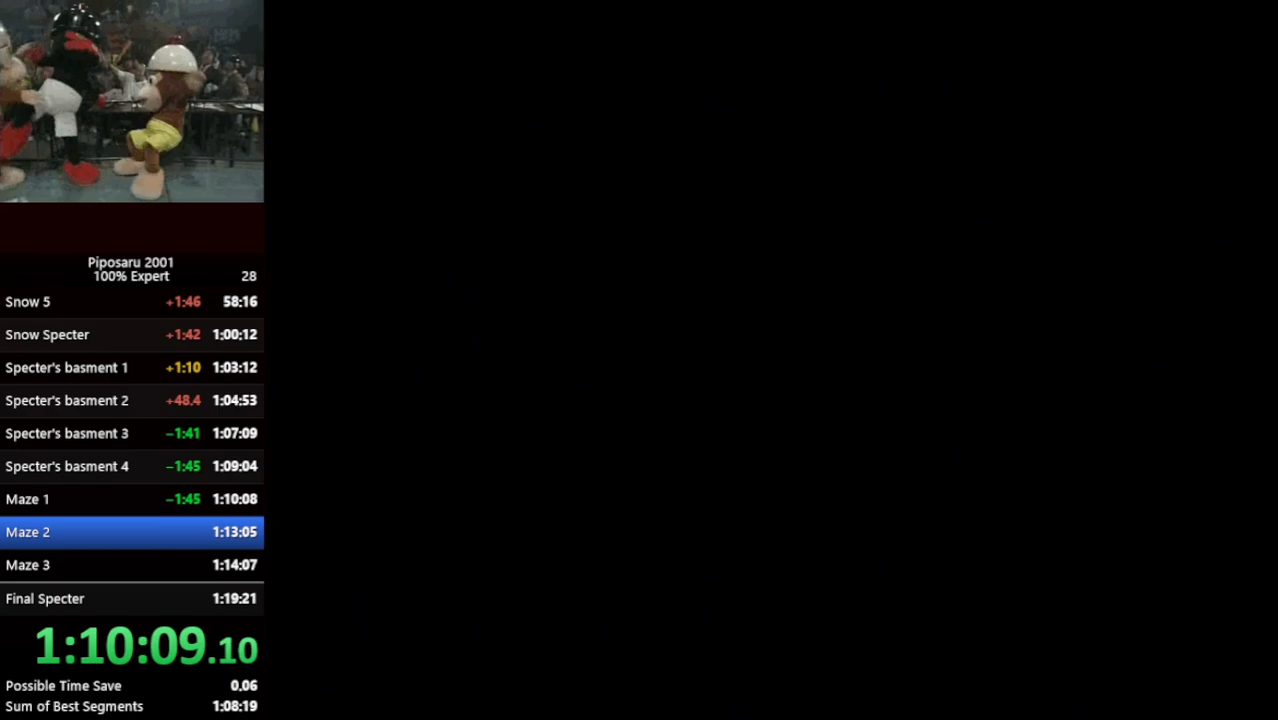 Piposaru 2001
100% Expert 28
Snow 5 +1:46 58:16
Snow Specter +1:42 1:00:12
Specter's basment 1 +1:10 1:03:12
Specter's basment 2 +48.4 1:04:53
Specter's basment 3 −1:41 1:07:09
Specter's basment 4 −1:45 1:09:04
Maze 1 −1:45 1:10:08
Maze 2 1:13:05
Maze 3 1:14:07
Final Specter 1:19:21
1:10:09.10
Possible Time Save 0.06
Sum of Best Segments 1:08:19